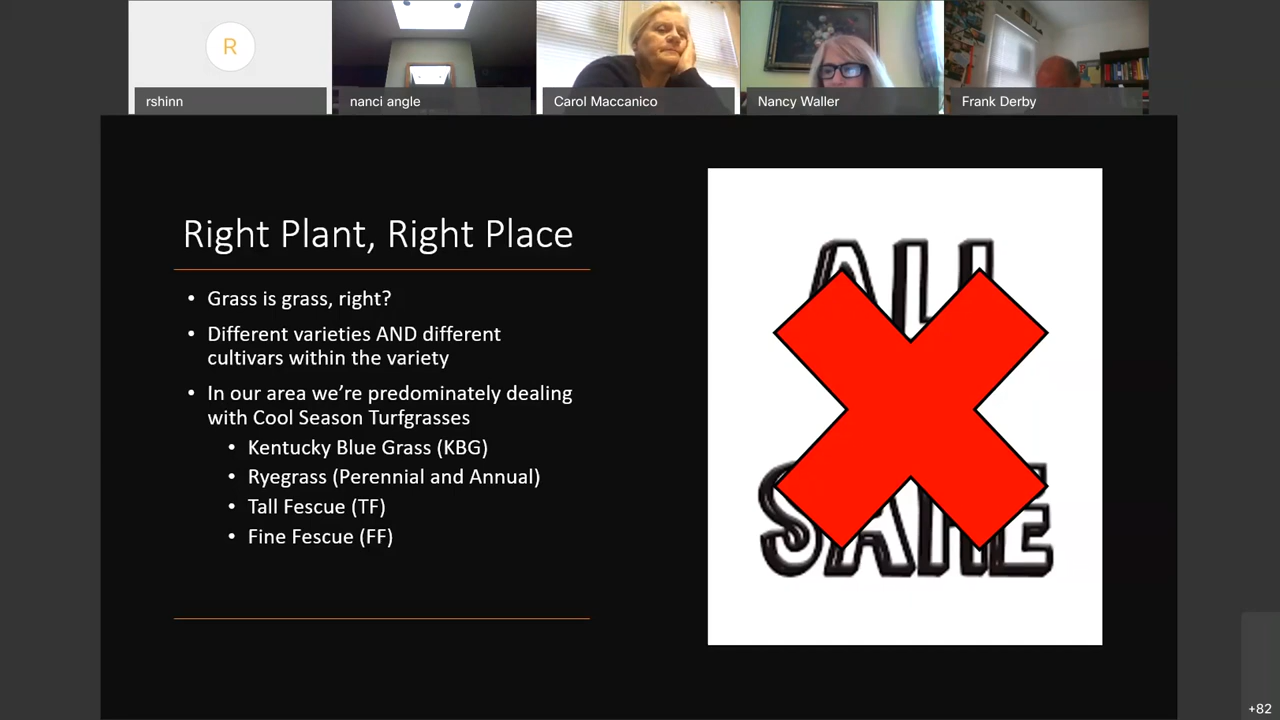 R
rshinn
nanci angle
Carol Maccanico
Nancy Waller
Frank Derby
Right Plant, Right Place
• Grass is grass, right?
• Different varieties AND different
cultivars within the variety
• In our area we’re predominately dealing
with Cool Season Turfgrasses
• Kentucky Blue Grass (KBG)
• Ryegrass (Perennial and Annual)
• Tall Fescue (TF)
• Fine Fescue (FF)
SAME
+82